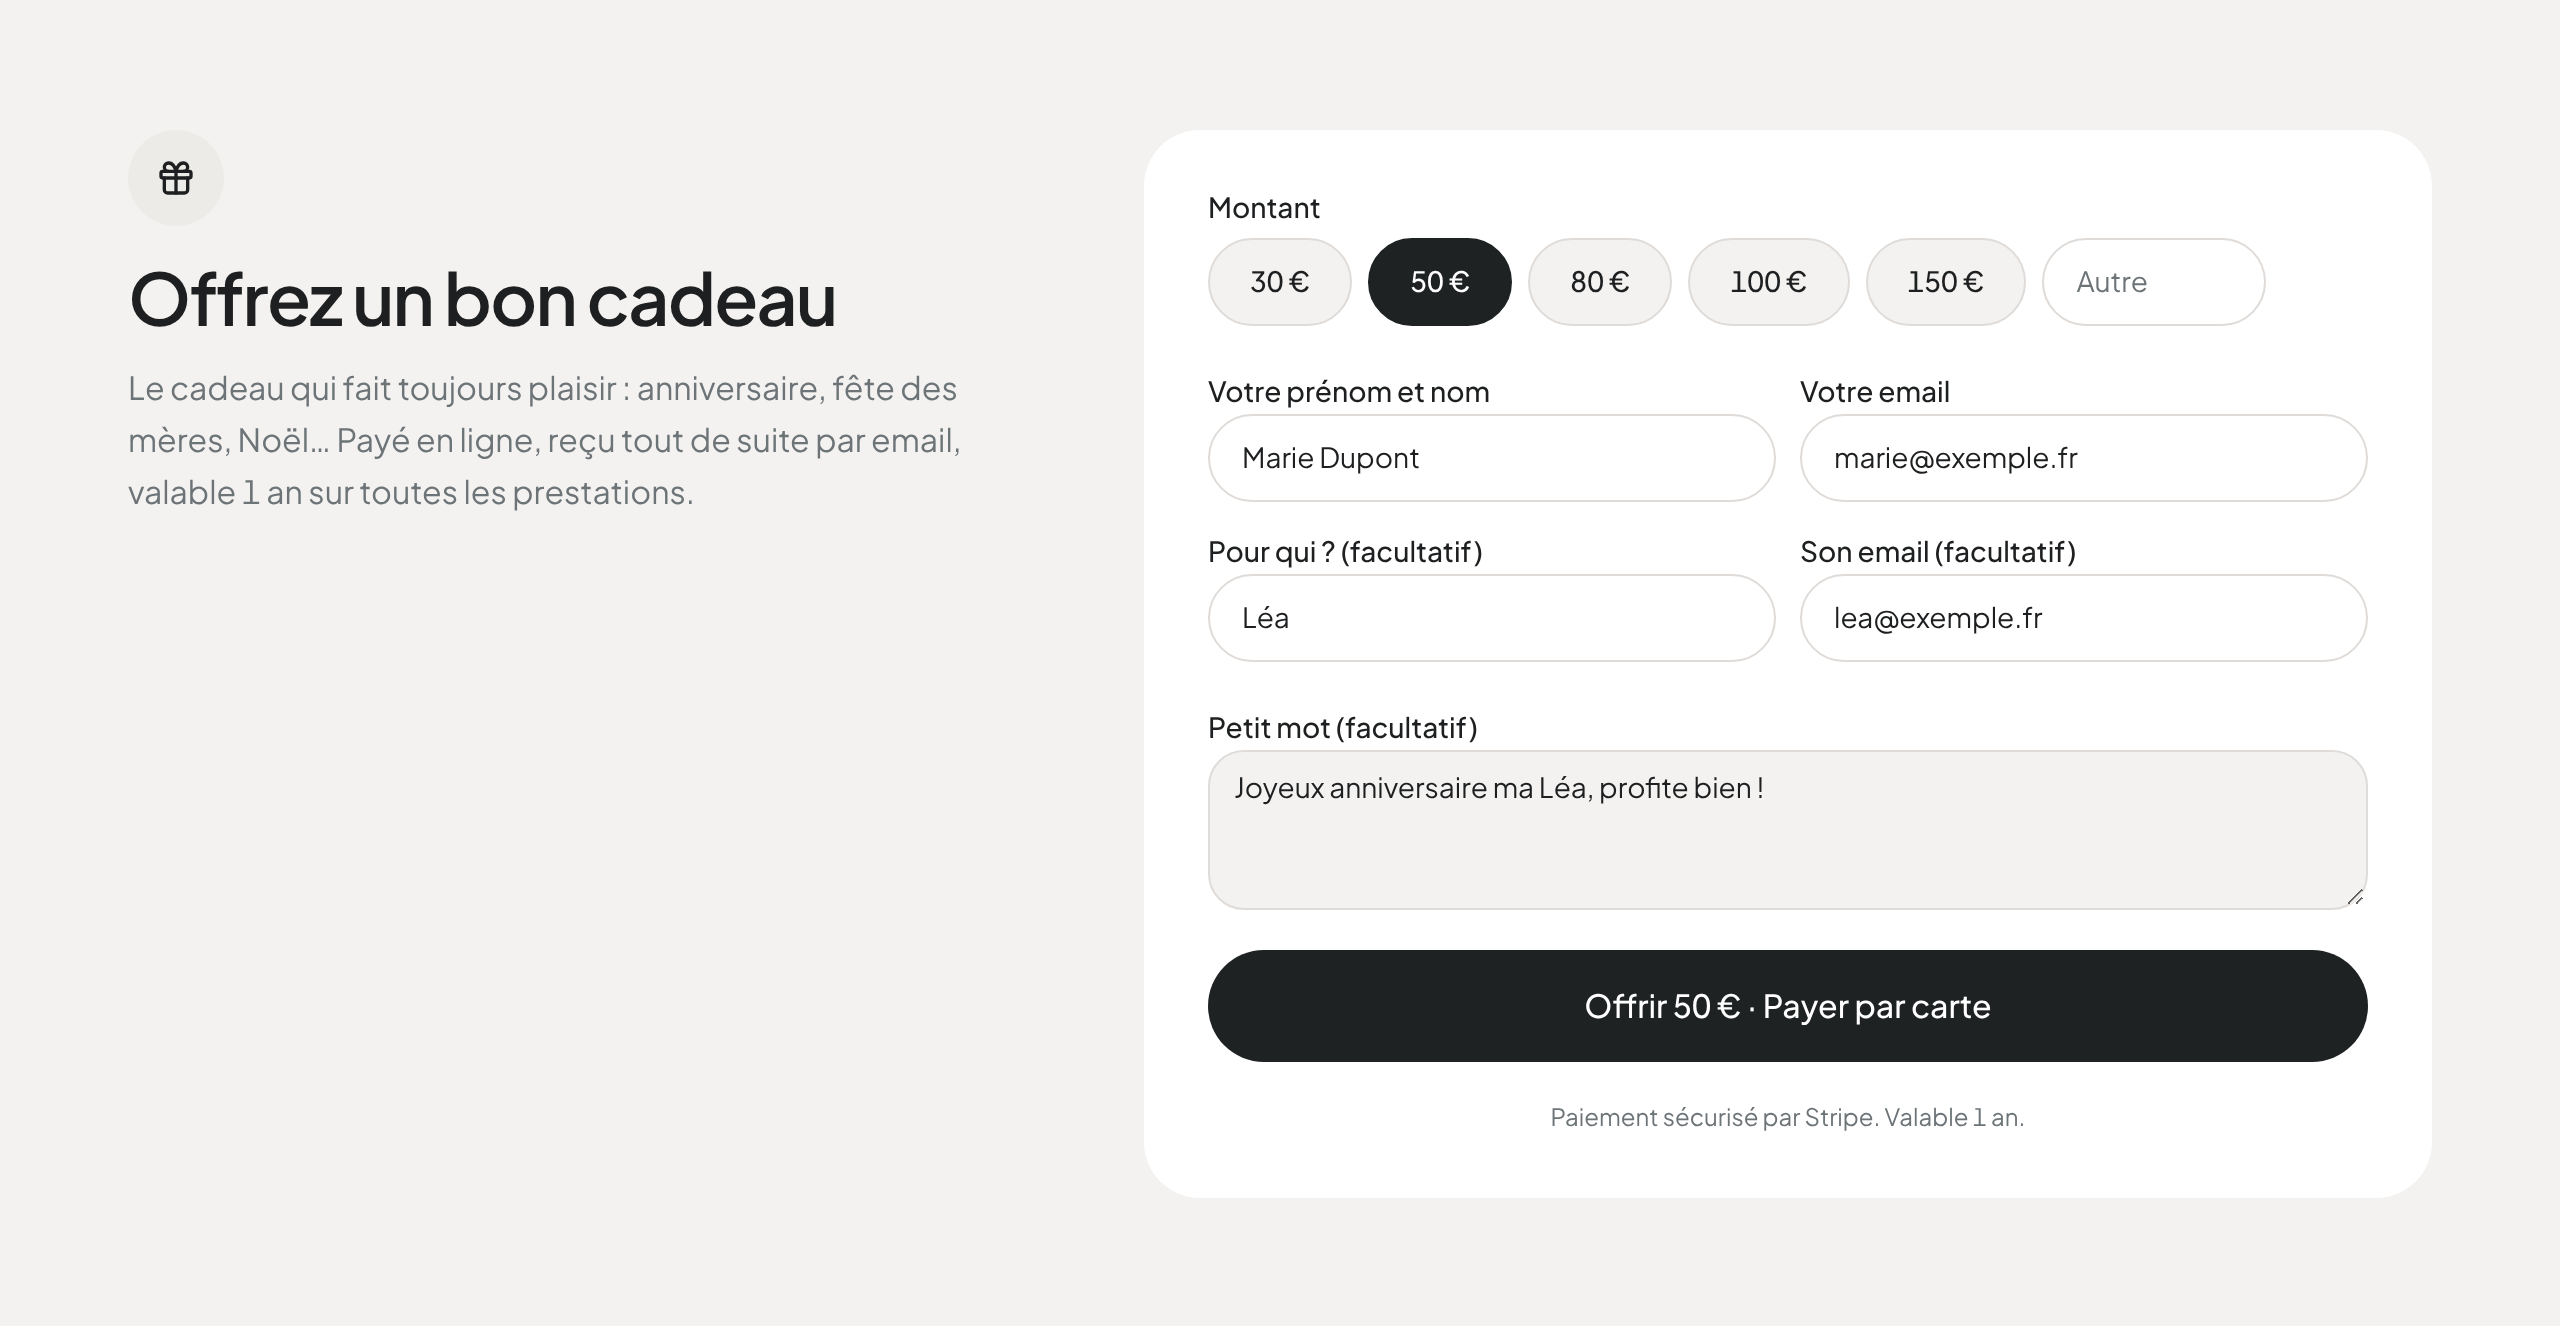 Offrez un bon cadeau
Le cadeau qui fait toujours plaisir : anniversaire, fête des
mères, Noël… Payé en ligne, reçu tout de suite par email,
valable 1 an sur toutes les prestations.
Montant
30 € 50 € 80 € 100 € 150 € Autre
Votre prénom et nom Votre email
Marie Dupont marie@exemple.fr
Pour qui ? (facultatif) Son email (facultatif)
Léa lea@exemple.fr
Petit mot (facultatif)
Joyeux anniversaire ma Léa, profite bien !
Offrir 50 € · Payer par carte
Paiement sécurisé par Stripe. Valable 1 an.